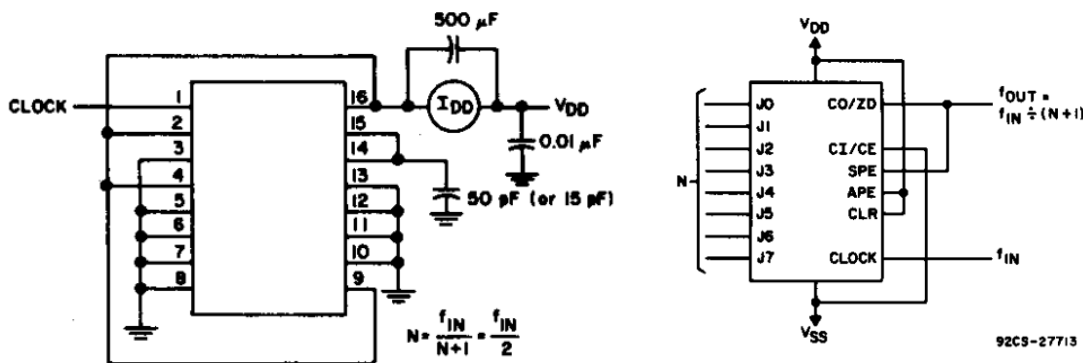 500 µF
CLOCK
1
2
3
4
5
6
7
8
16
15
14
13
12
11
10
9
IDD
VDD
0.01 µF
50 pF (or 15 pF)
N = fIN / N+1 = fIN / 2
VDD
N
J0
J1
J2
J3
J4
J5
J6
J7
CO/ZD
CI/CE
SPE
APE
CLR
CLOCK
fOUT =
fIN ÷ (N+1)
fIN
VSS
92CS-27713